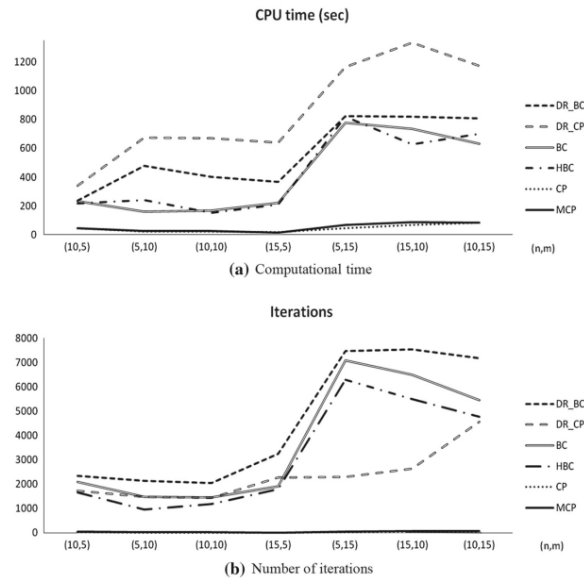 CPU time (sec)
1200
1000
800
600
400
200
0
(10,5) (5,10) (10,10) (15,5) (5,15) (15,10) (10,15) (n,m)
DR_BC
DR_CP
BC
HBC
CP
MCP
(a) Computational time
Iterations
8000
7000
6000
5000
4000
3000
2000
1000
0
(10,5) (5,10) (10,10) (15,5) (5,15) (15,10) (10,15) (n,m)
DR_BC
DR_CP
BC
HBC
CP
MCP
(b) Number of iterations